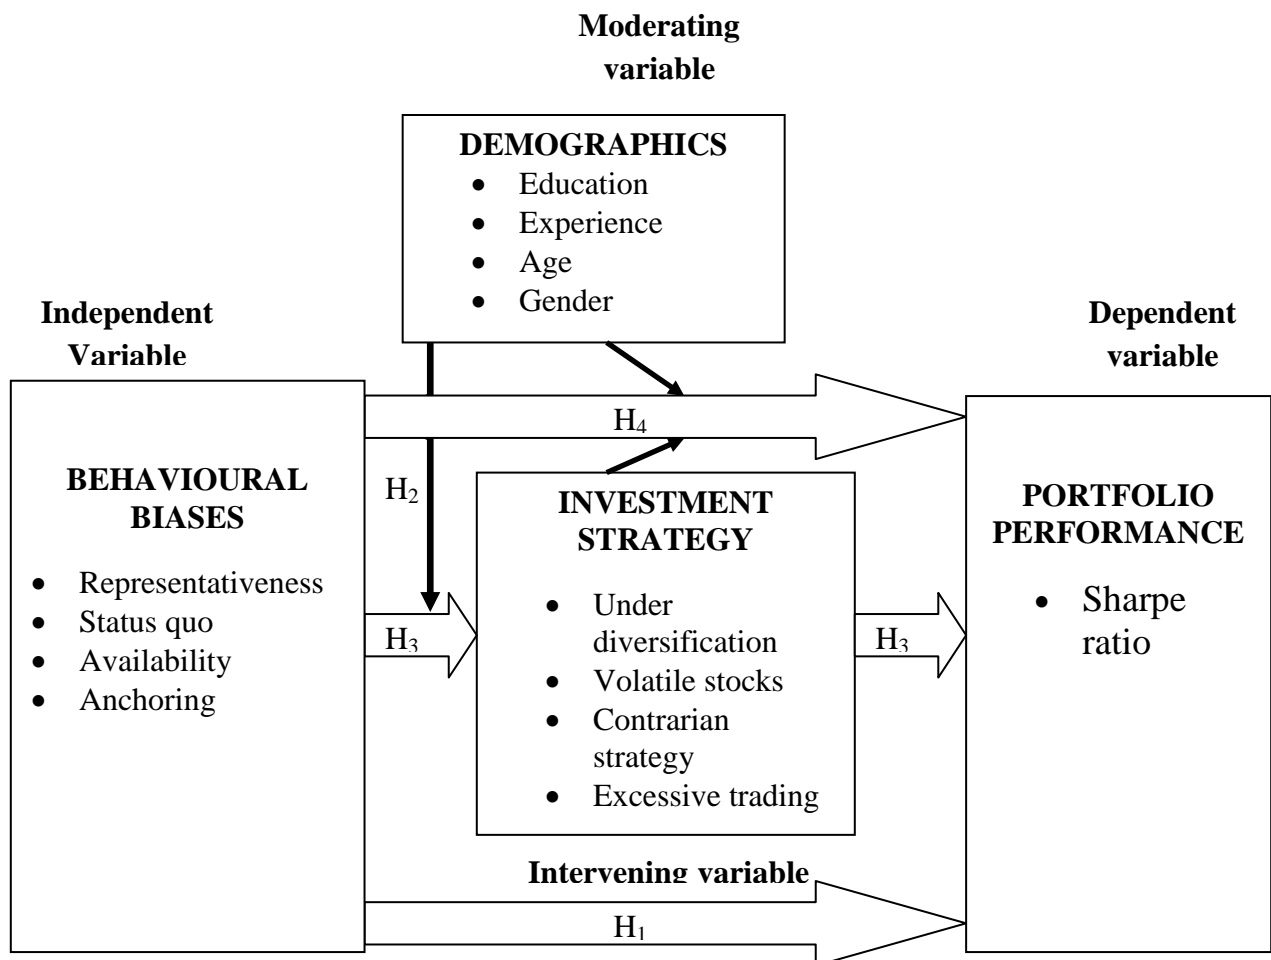 Moderating
variable
DEMOGRAPHICS
• Education
• Experience
• Age
• Gender
Independent
Variable
Dependent
variable
H₄
BEHAVIOURAL
BIASES
• Representativeness
• Status quo
• Availability
• Anchoring
H₂
H₃
INVESTMENT
STRATEGY
• Under
diversification
• Volatile stocks
• Contrarian
strategy
• Excessive trading
H₃
PORTFOLIO
PERFORMANCE
• Sharpe
ratio
Intervening variable
H₁